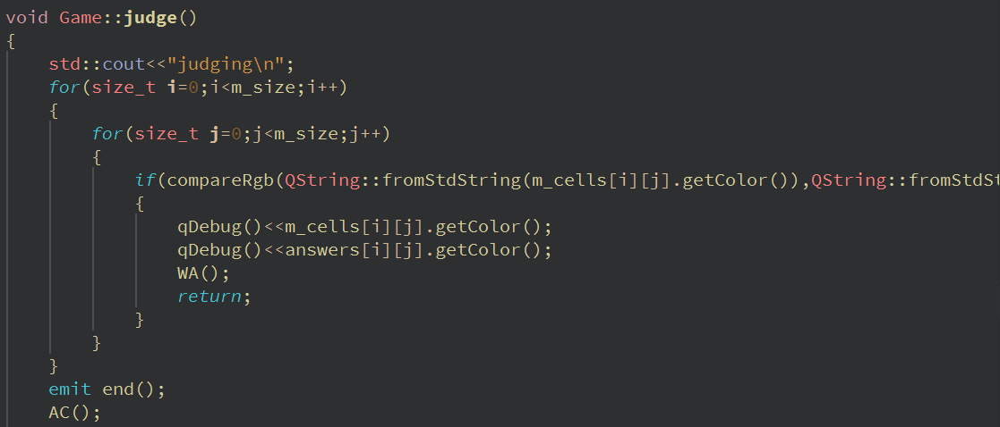 void Game::judge()
{
    std::cout<<"judging\n";
    for(size_t i=0;i<m_size;i++)
    {
        for(size_t j=0;j<m_size;j++)
        {
            if(compareRgb(QString::fromStdString(m_cells[i][j].getColor()),QString::fromStdSt
            {
                qDebug()<<m_cells[i][j].getColor();
                qDebug()<<answers[i][j].getColor();
                WA();
                return;
            }
        }
    }
    emit end();
    AC();